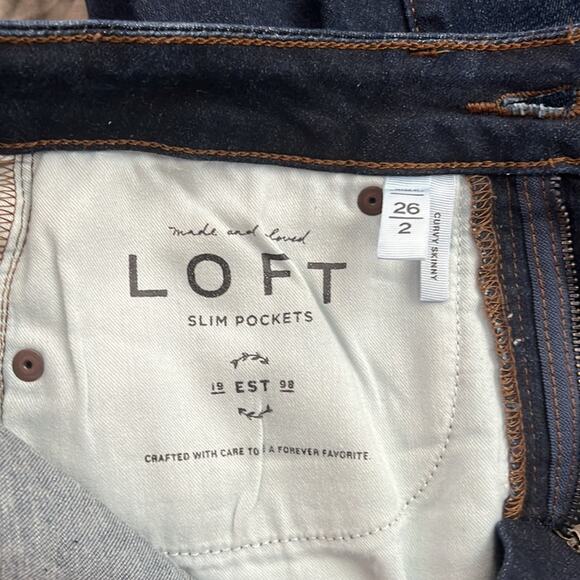 made and loved
LOFT
SLIM POCKETS
19 EST 98
CRAFTED WITH CARE TO A FOREVER FAVORITE.
26
2
CURVY SKINNY